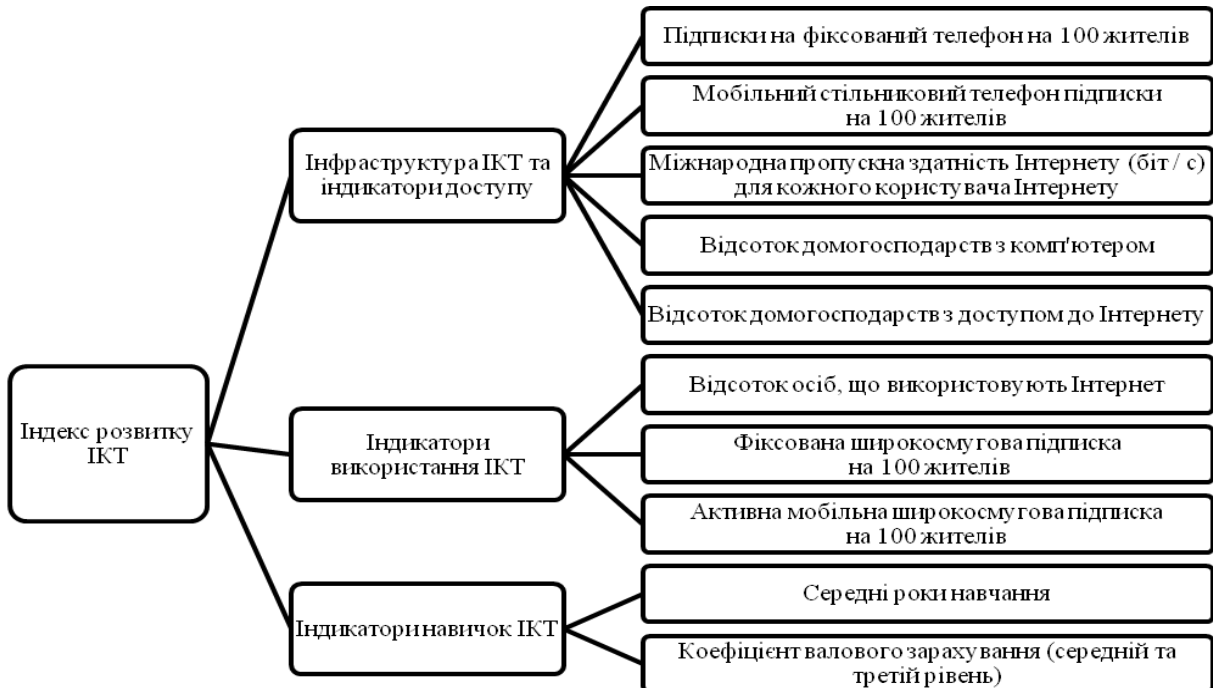 Індекс розвитку
ІКТ
Інфраструктура ІКТ та
індикатори доступу
Підписки на фіксований телефон на 100 жителів
Мобільний стільниковий телефон підписки
на 100 жителів
Міжнародна пропускна здатність Інтернету (біт / с)
для кожного користувача Інтернету
Відсоток домогосподарств з комп'ютером
Відсоток домогосподарств з доступом до Інтернету
Індикатори
використання ІКТ
Відсоток осіб, що використовують Інтернет
Фіксована широкосмугова підписка
на 100 жителів
Активна мобільна широкосмугова підписка
на 100 жителів
Індикатори навичок ІКТ
Середні роки навчання
Коефіцієнт валового зарахування (середній та
третій рівень)